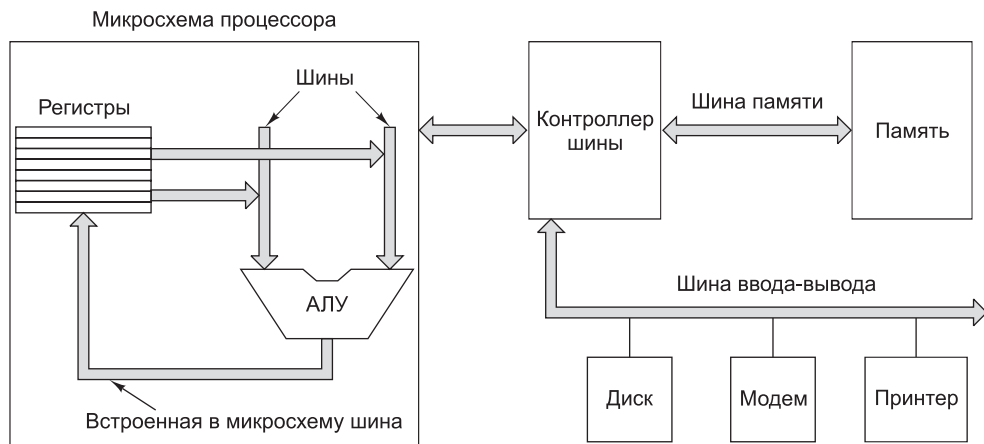 Микросхема процессора
Шины
Регистры
АЛУ
Встроенная в микросхему шина
Контроллер
шины
Шина памяти
Память
Шина ввода-вывода
Диск
Модем
Принтер